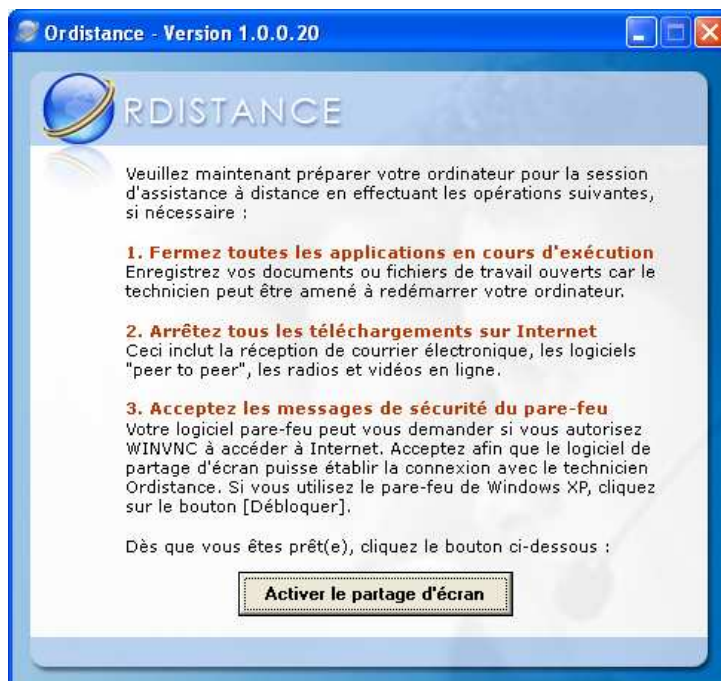 Ordistance - Version 1.0.0.20
RDISTANCE
Veuillez maintenant préparer votre ordinateur pour la session
d'assistance à distance en effectuant les opérations suivantes,
si nécessaire :
1. Fermez toutes les applications en cours d'exécution
Enregistrez vos documents ou fichiers de travail ouverts car le
technicien peut être amené à redémarrer votre ordinateur.
2. Arrêtez tous les téléchargements sur Internet
Ceci inclut la réception de courrier électronique, les logiciels
"peer to peer", les radios et vidéos en ligne.
3. Acceptez les messages de sécurité du pare-feu
Votre logiciel pare-feu peut vous demander si vous autorisez
WINVNC à accéder à Internet. Acceptez afin que le logiciel de
partage d'écran puisse établir la connexion avec le technicien
Ordistance. Si vous utilisez le pare-feu de Windows XP, cliquez
sur le bouton [Débloquer].
Dès que vous êtes prêt(e), cliquez le bouton ci-dessous :
Activer le partage d'écran